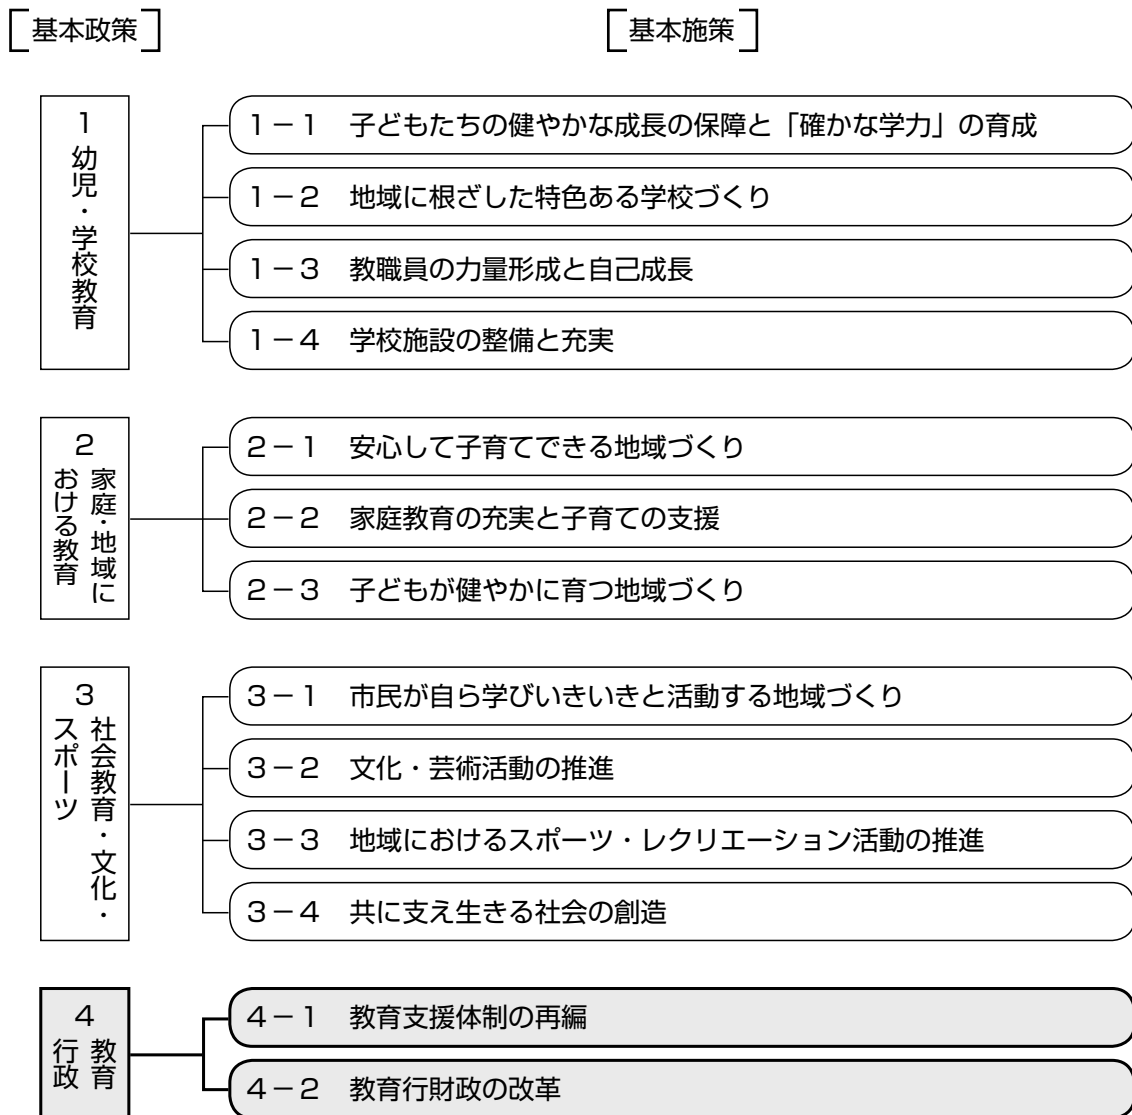 基本政策
基本施策
1 幼児・学校教育
1－1 子どもたちの健やかな成長の保障と「確かな学力」の育成
1－2 地域に根ざした特色ある学校づくり
1－3 教職員の力量形成と自己成長
1－4 学校施設の整備と充実
2 家庭・地域に
おける教育
2－1 安心して子育てできる地域づくり
2－2 家庭教育の充実と子育ての支援
2－3 子どもが健やかに育つ地域づくり
3 社会教育・文化・
スポーツ
3－1 市民が自ら学びいきいきと活動する地域づくり
3－2 文化・芸術活動の推進
3－3 地域におけるスポーツ・レクリエーション活動の推進
3－4 共に支え生きる社会の創造
4 教育
行政
4－1 教育支援体制の再編
4－2 教育行財政の改革